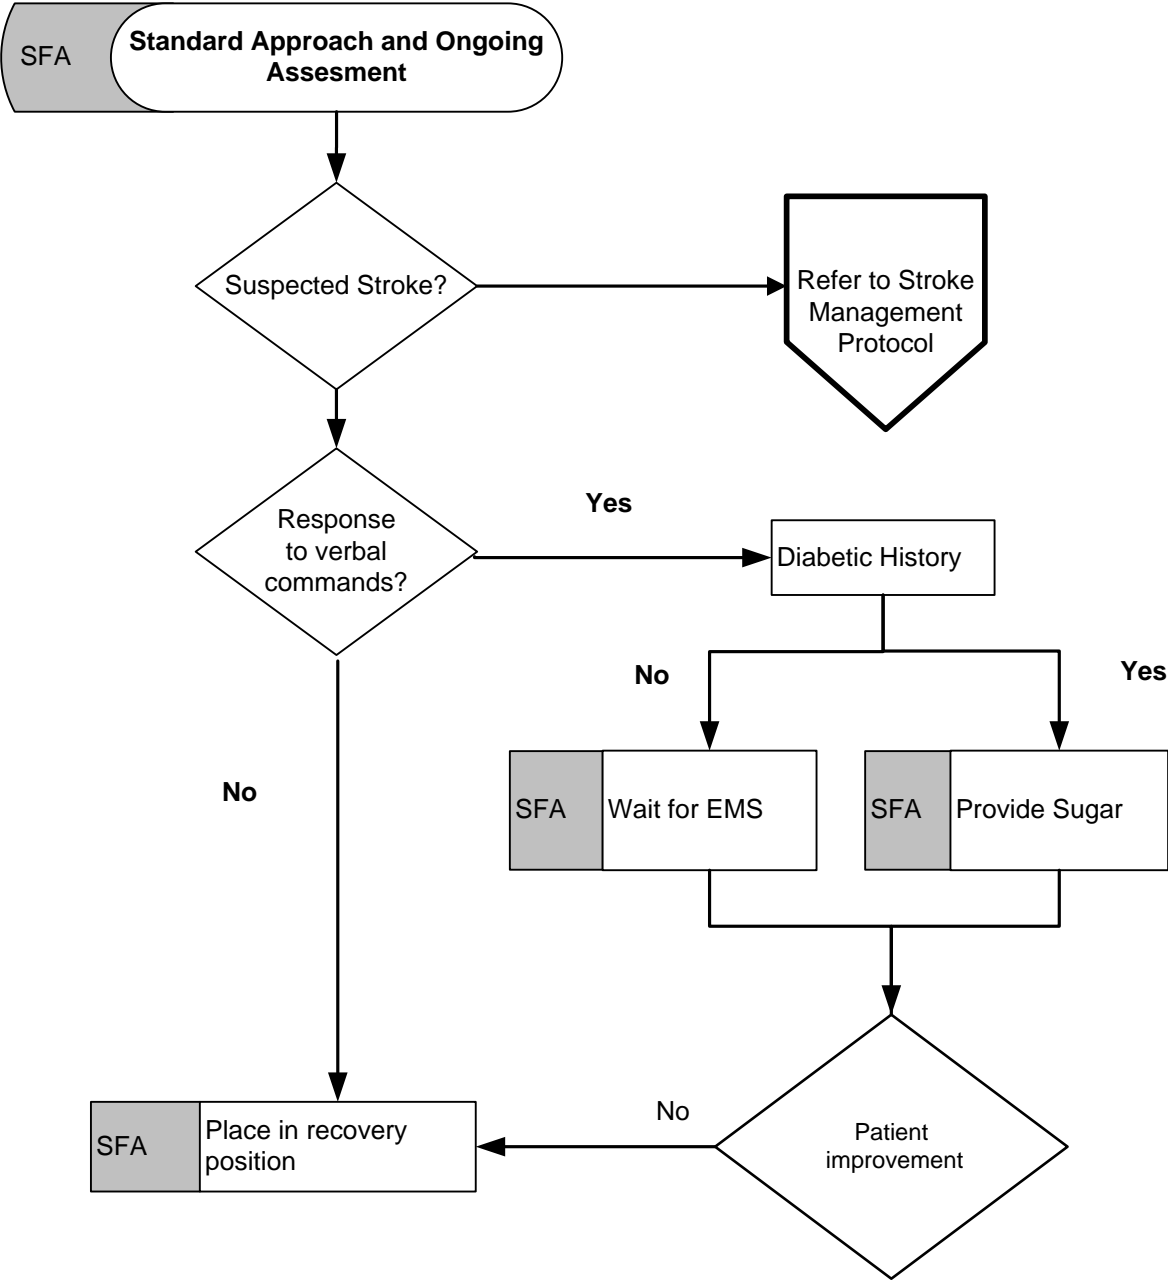 SFA
Standard Approach and Ongoing
Assesment
Suspected Stroke?
Refer to Stroke
Management
Protocol
Response
to verbal
commands?
Yes
Diabetic History
No
Yes
No
SFA
Wait for EMS
SFA
Provide Sugar
SFA
Place in recovery
position
No
Patient
improvement